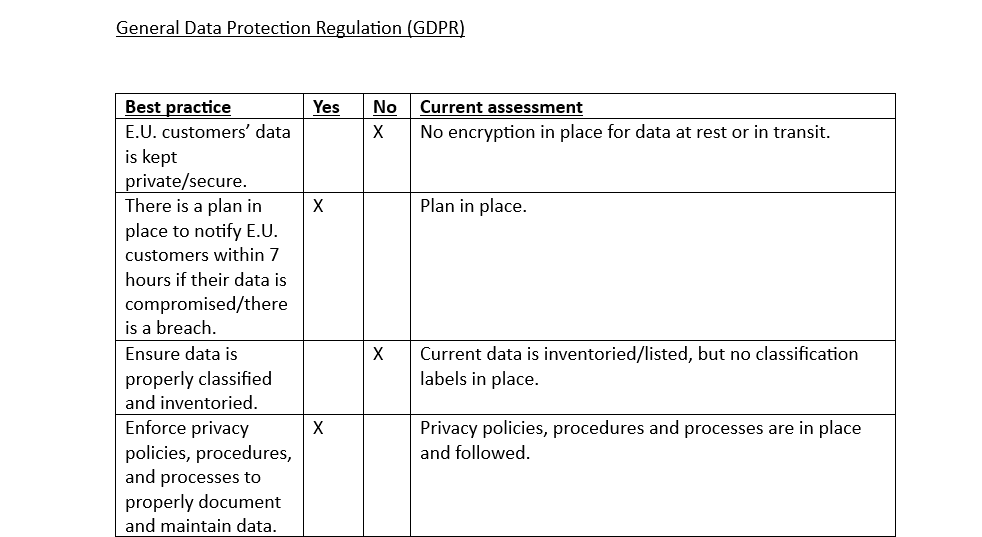 General Data Protection Regulation (GDPR)
Best practice Yes No Current assessment
E.U. customers’ data X No encryption in place for data at rest or in transit.
is kept
private/secure.
There is a plan in X Plan in place.
place to notify E.U.
customers within 7
hours if their data is
compromised/there
is a breach.
Ensure data is X Current data is inventoried/listed, but no classification
properly classified labels in place.
and inventoried.
Enforce privacy X Privacy policies, procedures and processes are in place
policies, procedures, and followed.
and processes to
properly document
and maintain data.